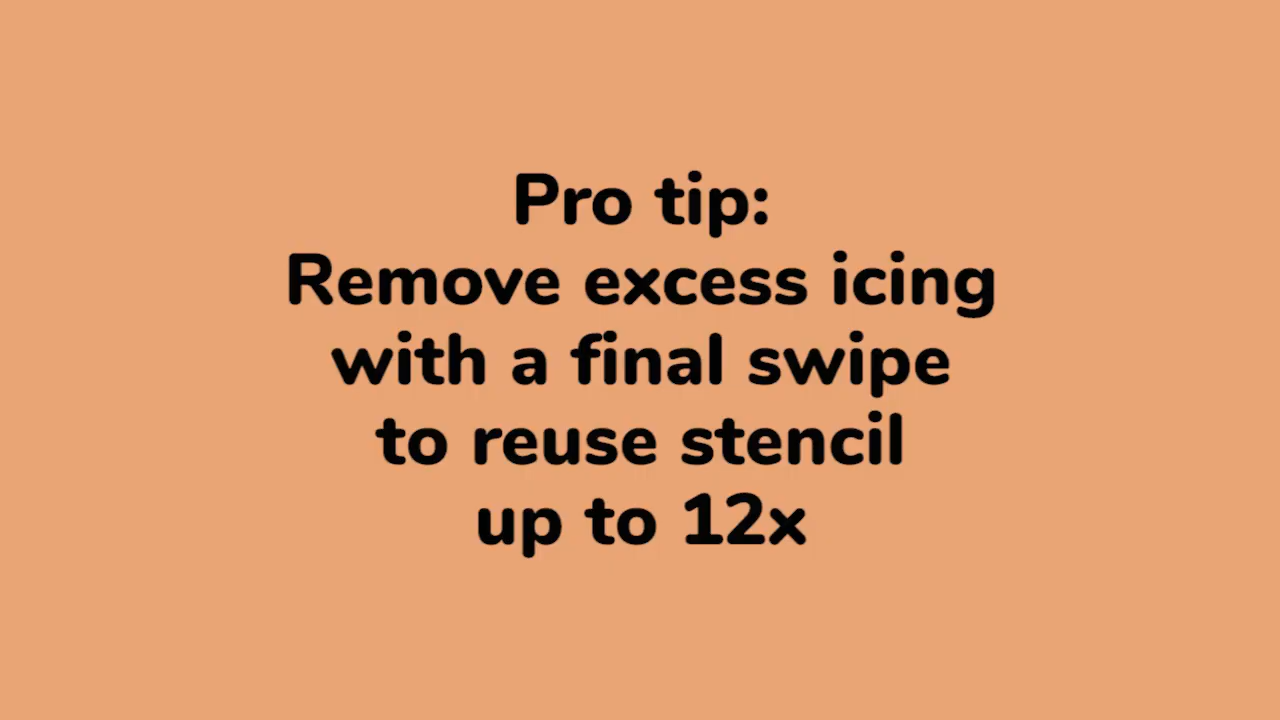 Pro tip:
Remove excess icing
with a final swipe
to reuse stencil
up to 12x